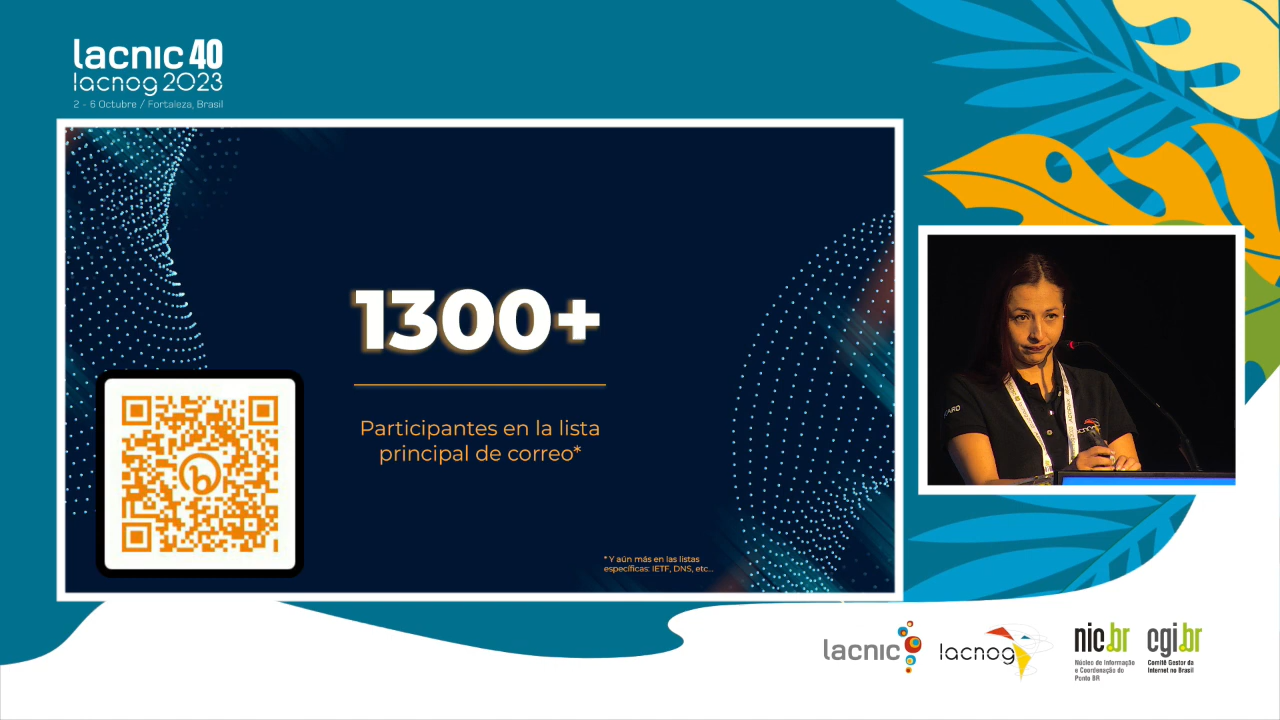 lacnic 40
lacnog 2023
2 - 6 Octubre / Fortaleza, Brasil
1300+
Participantes en la lista
principal de correo*
* Y aún más en las listas
específicas: IETF, DNS, etc...
lacnic
lacnog
nic.br
Núcleo de Informação
e Coordenação do
Ponto BR
cgi.br
Comitê Gestor da
Internet no Brasil